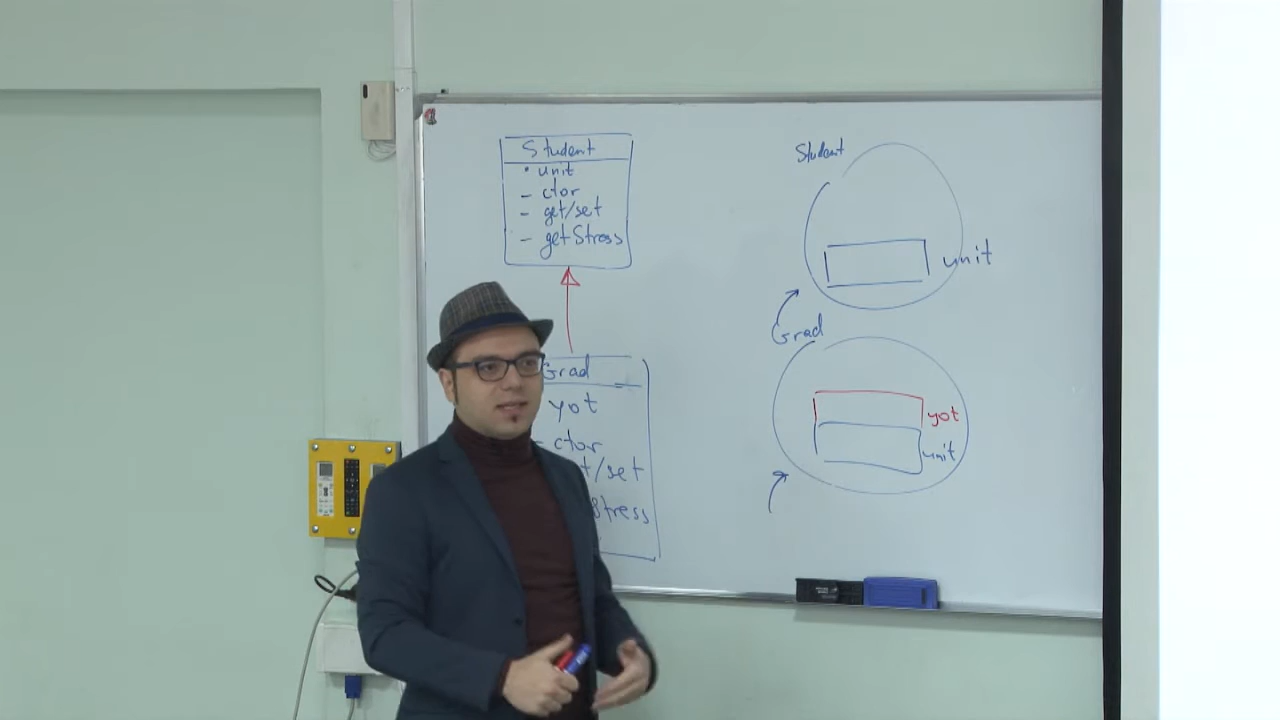 Student
• unit
- ctor
- get/set
- getStress
Grad
yot
- ctor
t/set
Stress
Student
unit
Grad
yot
unit